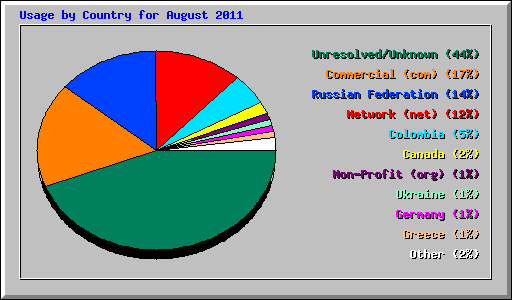 Usage by Country for August 2011
Unresolved/Unknown (44%)
Commercial (com) (17%)
Russian Federation (14%)
Network (net) (12%)
Colombia (5%)
Canada (2%)
Non-Profit (org) (1%)
Ukraine (1%)
Germany (1%)
Greece (1%)
Other (2%)